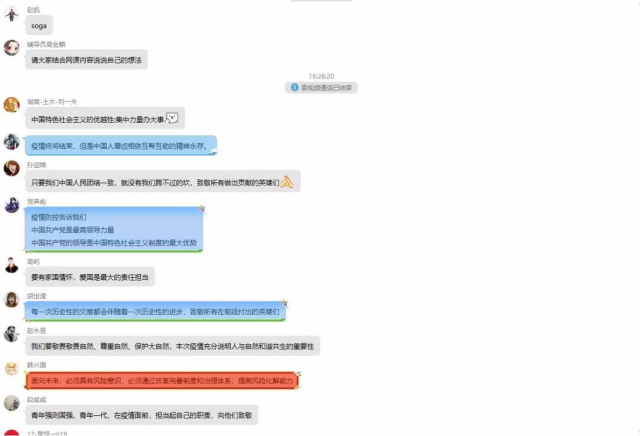 赵凯
soga
辅导员周金鹏
请大家结合网课内容说说自己的想法
16:28:20
音视频通话已结束
湖南-土木-刘一夫
中国特色社会主义的优越性:集中力量办大事
疫情终将结束，但是中国人唇齿相依互帮互助的精神永存。
孙迎楠
只要我们中国人民团结一致，就没有我们跨不过的坎，致敬所有做出贡献的英雄们
党声彪
疫情防控告诉我们
中国共产党是最高领导力量
中国共产党的领导是中国特色社会主义制度的最大优势
高屿
要有家国情怀，爱国是最大的责任担当
胡世是
每一次历史性的灾难都会伴随着一次历史性的进步，致敬所有在前线付出的英雄们
赵永昱
我们要敬畏敬畏自然、尊重自然、保护大自然，本次疫情充分说明人与自然和谐共生的重要性
韩兴国
面向未来，必须具有风险意识，必须通过改革完善制度和治理体系，提高风险化解能力
段威威
青年强则国强，青年一代，在疫情面前，担当起自己的职责，向他们致敬